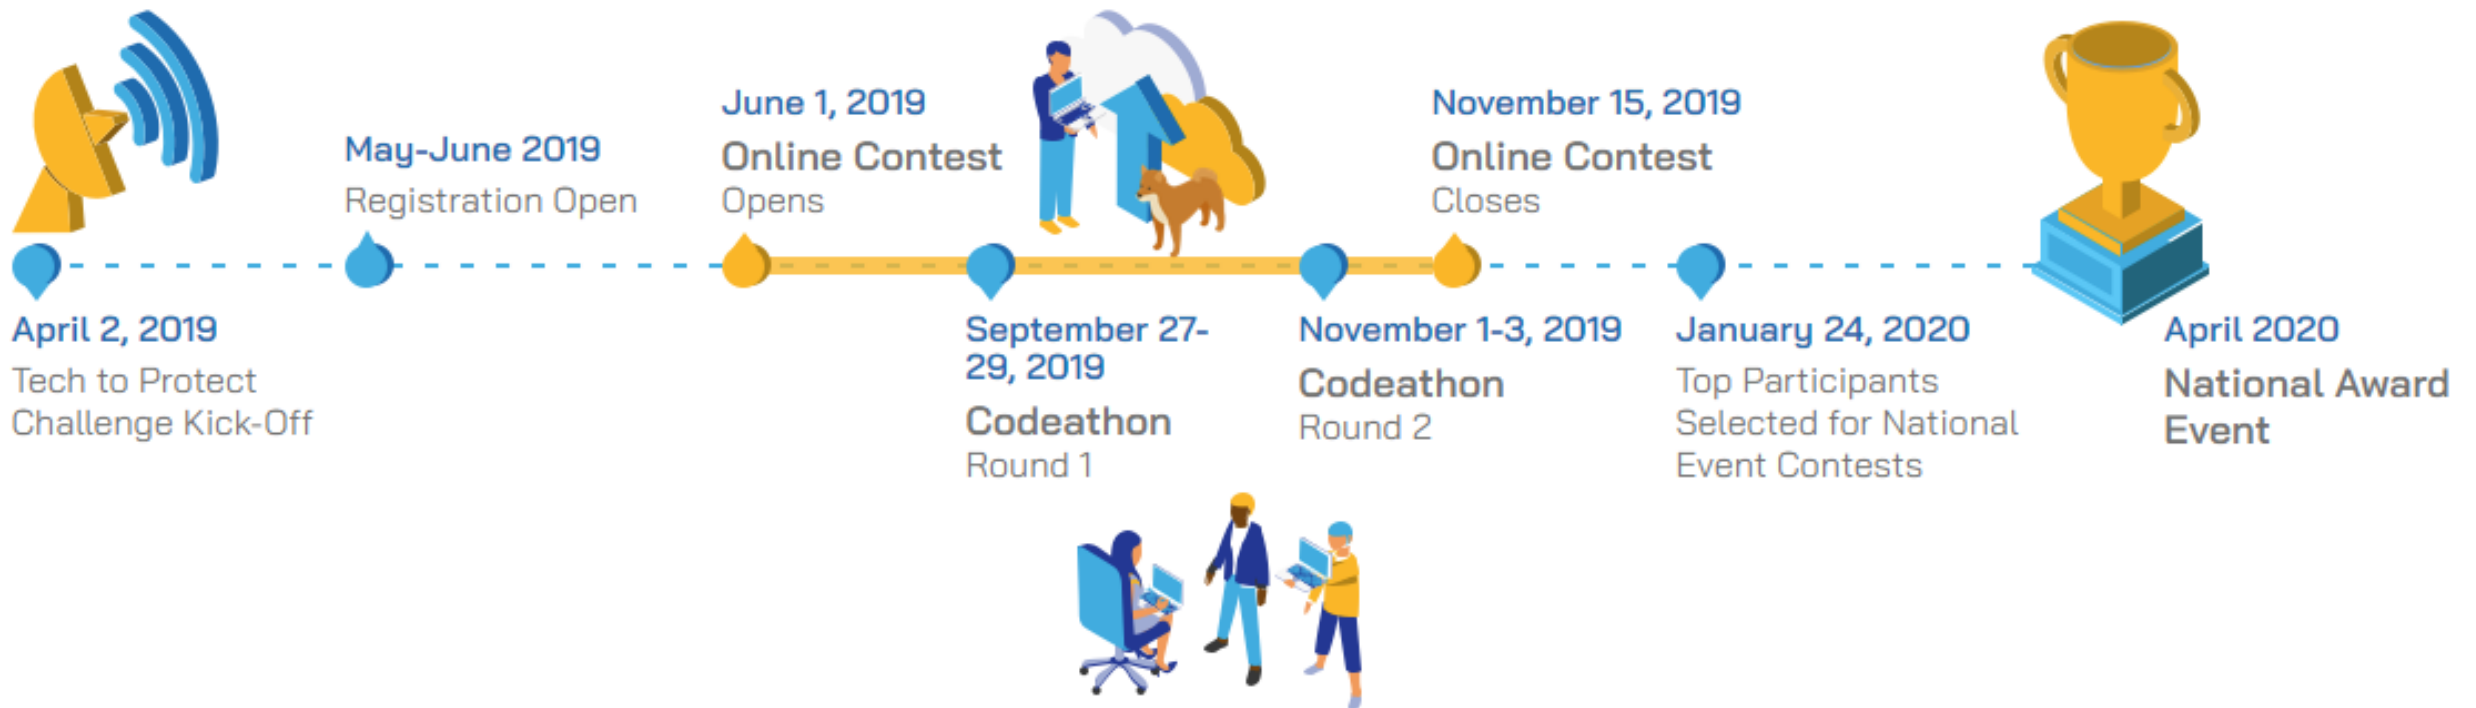 April 2, 2019
Tech to Protect
Challenge Kick-Off
May-June 2019
Registration Open
June 1, 2019
Online Contest
Opens
September 27-
29, 2019
Codeathon
Round 1
November 1-3, 2019
Codeathon
Round 2
November 15, 2019
Online Contest
Closes
January 24, 2020
Top Participants
Selected for National
Event Contests
April 2020
National Award
Event